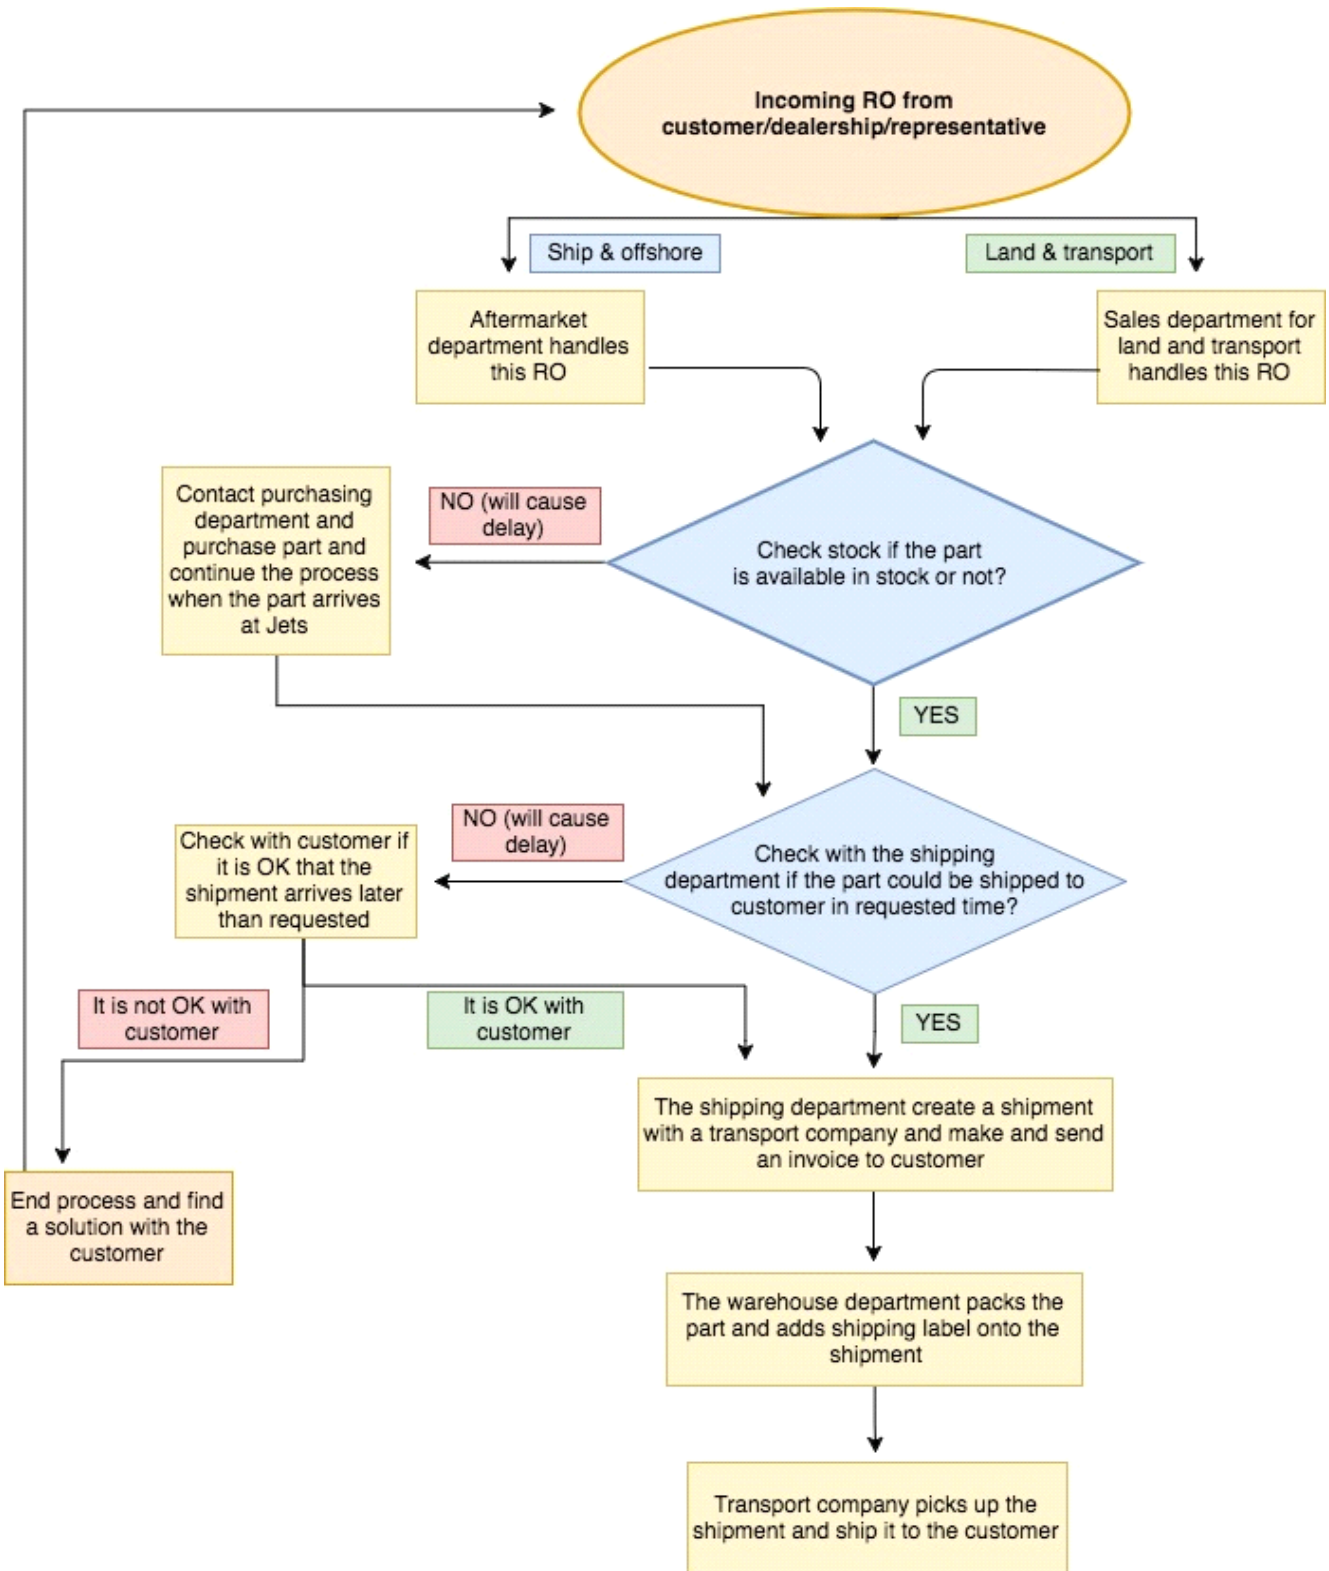 Incoming RO from
customer/dealership/representative
Ship & offshore
Land & transport
Aftermarket
department handles
this RO
Sales department for
land and transport
handles this RO
Contact purchasing
department and
purchase part and
continue the process
when the part arrives
at Jets
NO (will cause
delay)
Check stock if the part
is available in stock or not?
YES
Check with customer if
it is OK that the
shipment arrives later
than requested
NO (will cause
delay)
Check with the shipping
department if the part could be shipped to
customer in requested time?
It is not OK with
customer
It is OK with
customer
YES
The shipping department create a shipment
with a transport company and make and send
an invoice to customer
End process and find
a solution with the
customer
The warehouse department packs the
part and adds shipping label onto the
shipment
Transport company picks up the
shipment and ship it to the customer